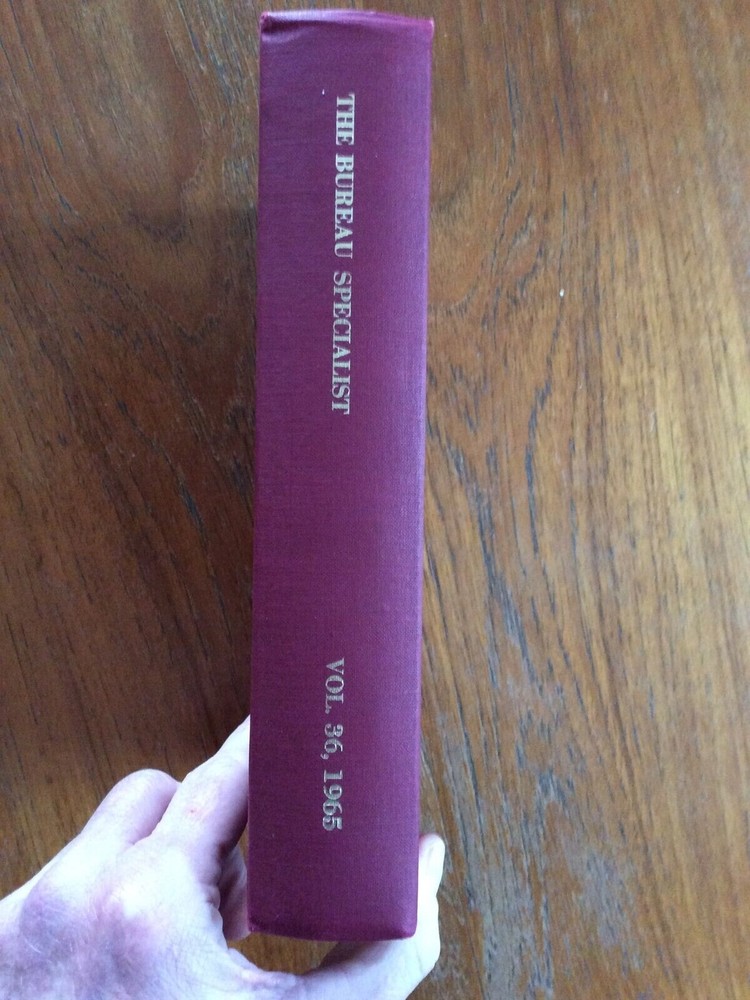 THE BUREAU SPECIALIST
VOL. 36, 1965